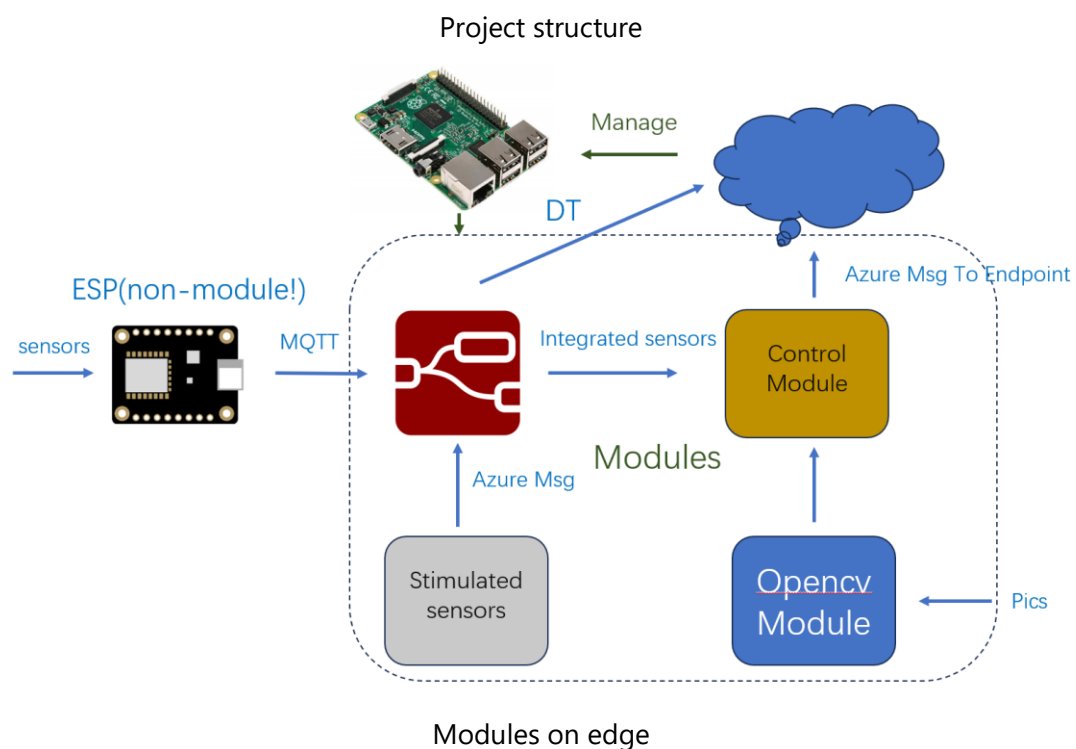 Project structure
Manage
DT
Azure Msg To Endpoint
ESP(non-module!)
sensors
MQTT
Integrated sensors
Control
Module
Modules
Azure Msg
Stimulated
sensors
Opencv
Module
Pics
Modules on edge